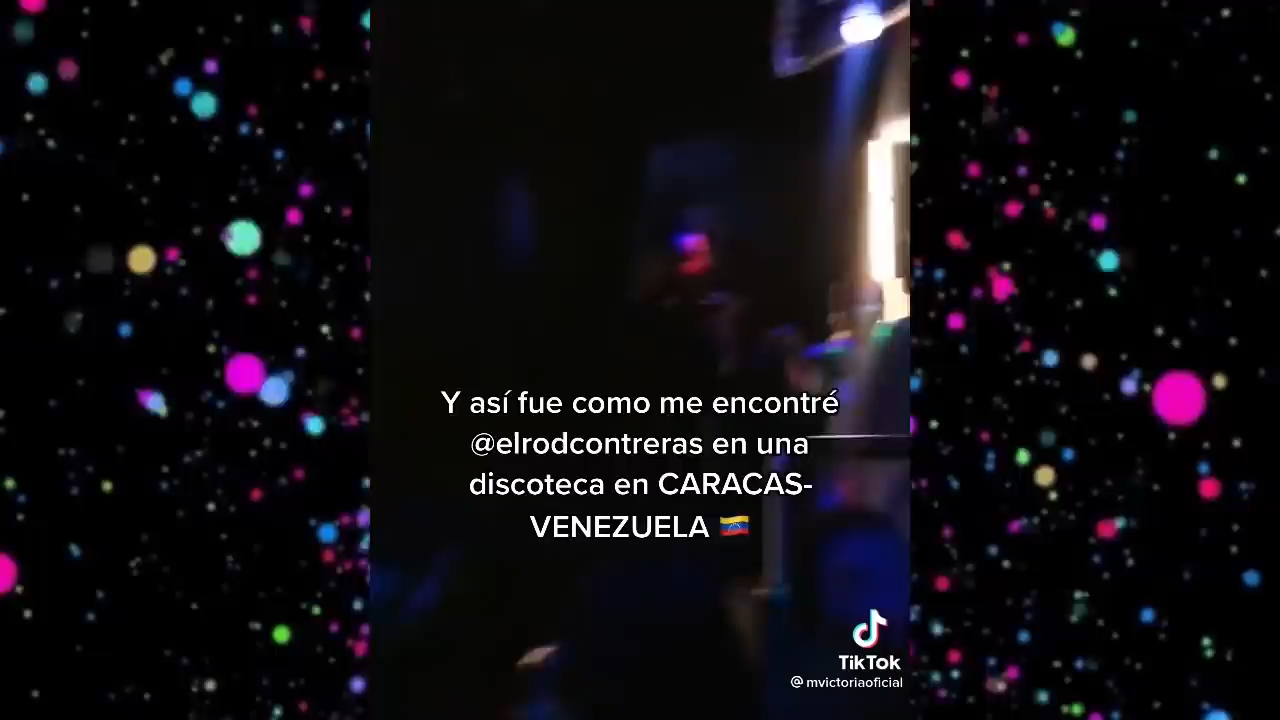 Y así fue como me encontré
@elrodcontreras en una
discoteca en CARACAS-
VENEZUELA 🇻🇪
TikTok
@mvictoriaoficial